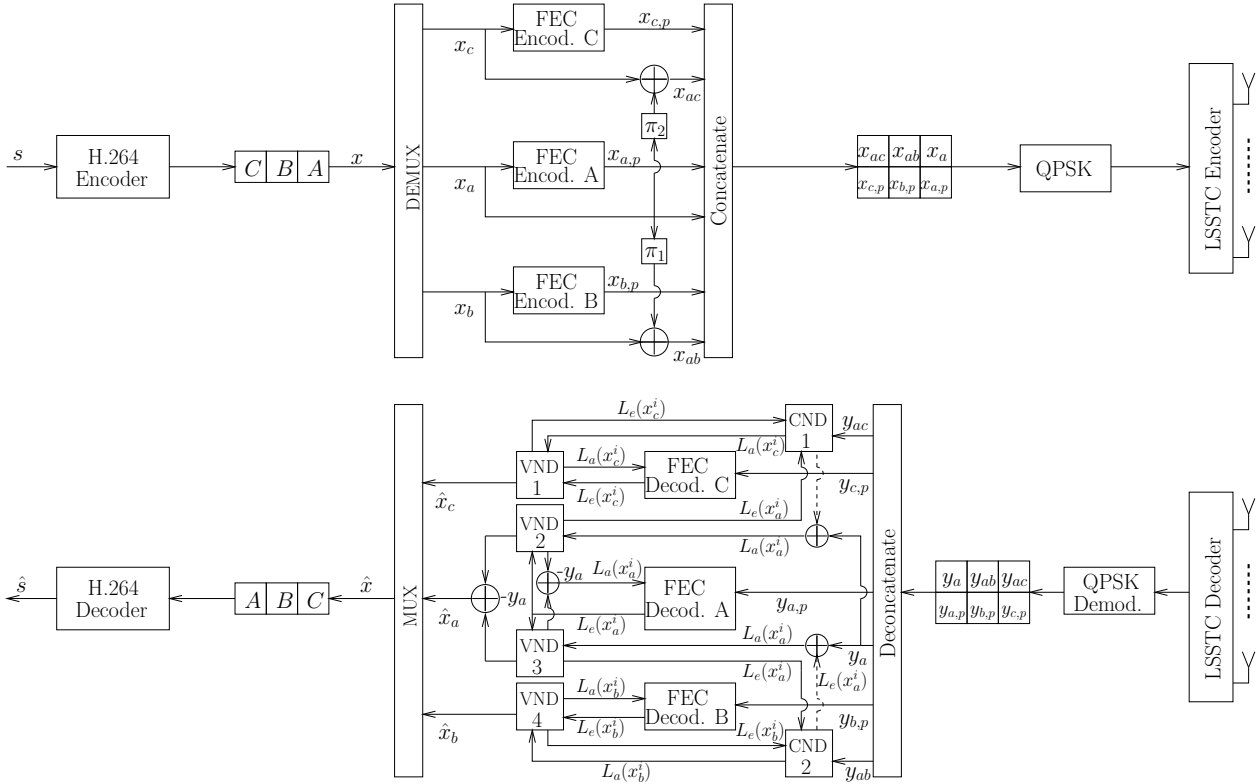 s
H.264
Encoder
C B A
x
DEMUX
x_c
FEC
Encod. C
x_{c,p}
x_{ac}
π_2
x_a
FEC
Encod. A
x_{a,p}
π_1
x_b
FEC
Encod. B
x_{b,p}
x_{ab}
Concatenate
x_{ac} x_{ab} x_a
x_{c,p} x_{b,p} x_{a,p}
QPSK
LSSTC Encoder
ŝ
H.264
Decoder
A B C
x̂
MUX
x̂_c
x̂_a
x̂_b
L_e(x_c^i)
CND
1
y_{ac}
L_a(x_c^i)
VND
1
L_a(x_c^i)
L_e(x_c^i)
FEC
Decod. C
y_{c,p}
L_e(x_a^i)
VND
2
L_a(x_a^i)
-y_a
-y_a
L_a(x_a^i)
FEC
Decod. A
y_{a,p}
L_e(x_a^i)
L_a(x_a^i)
y_a
VND
3
L_e(x_a^i)
L_e(x_a^i)
VND
4
L_a(x_b^i)
L_e(x_b^i)
FEC
Decod. B
y_{b,p}
L_e(x_b^i)
L_a(x_b^i)
CND
2
y_{ab}
Deconcatenate
y_a y_{ab} y_{ac}
y_{a,p} y_{b,p} y_{c,p}
QPSK
Demod.
LSSTC Decoder